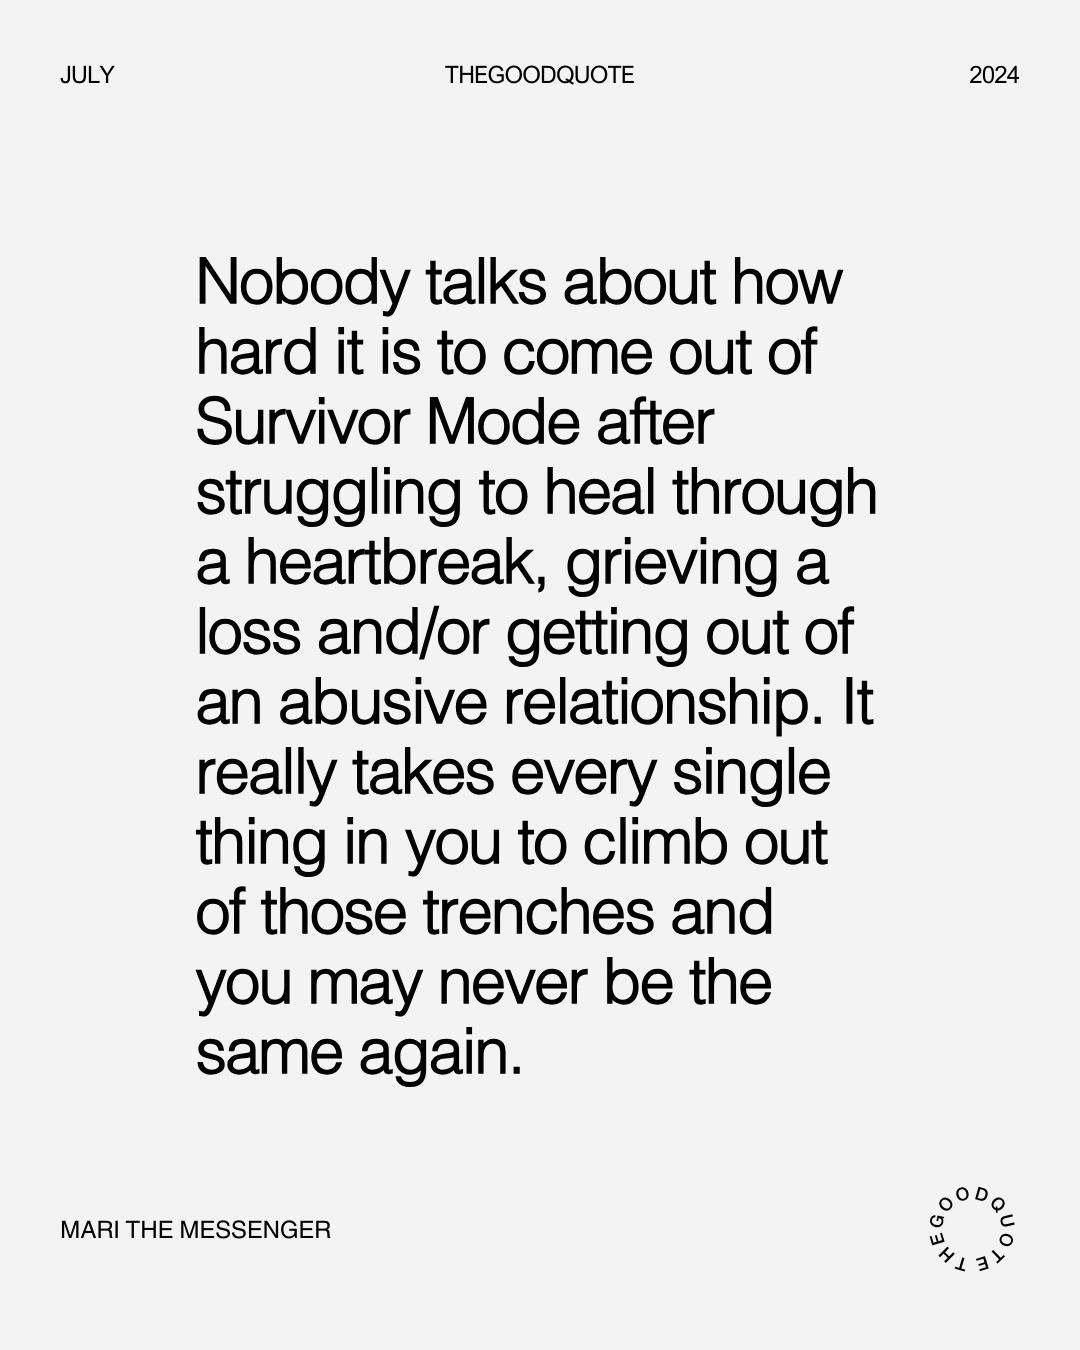 JULY
THEGOODQUOTE
2024
Nobody talks about how
hard it is to come out of
Survivor Mode after
struggling to heal through
a heartbreak, grieving a
loss and/or getting out of
an abusive relationship. It
really takes every single
thing in you to climb out
of those trenches and
you may never be the
same again.
MARI THE MESSENGER
THEGOODQUOTE